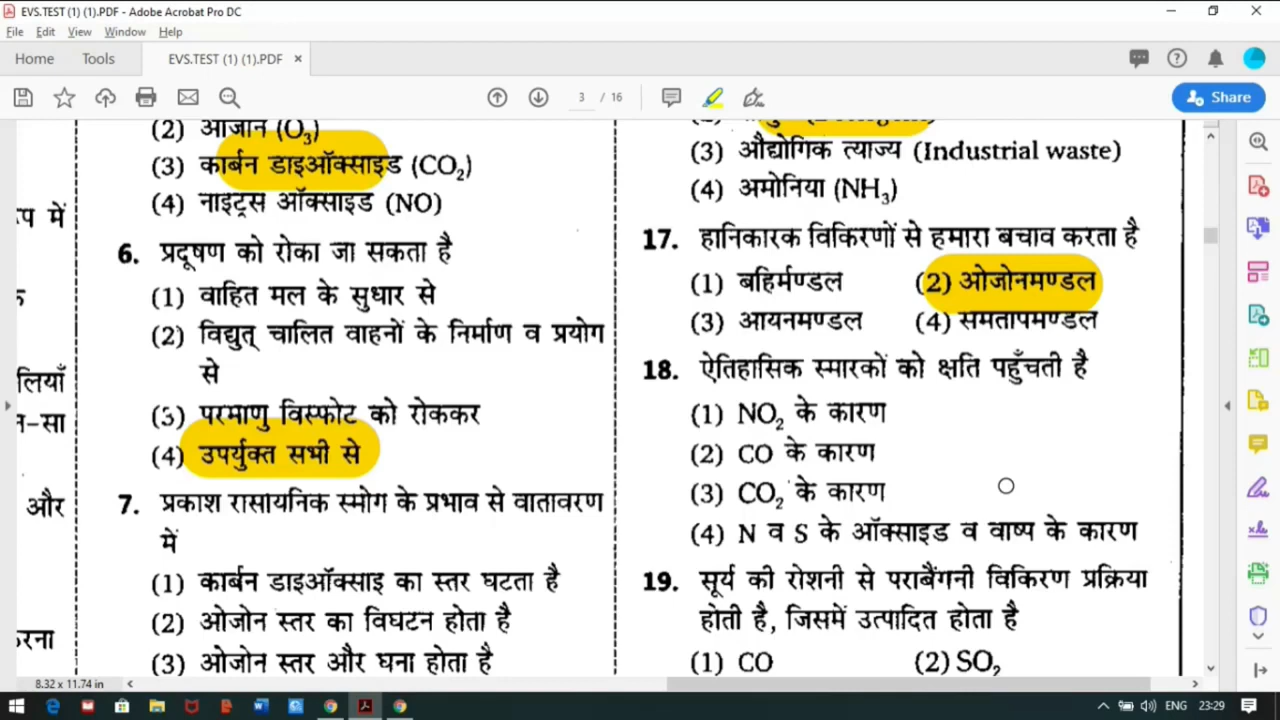 EVS.TEST (1) (1).PDF - Adobe Acrobat Pro DC
File Edit View Window Help
Home Tools EVS.TEST (1) (1).PDF ×
3 / 16
Share
प में
लियाँ
न-सा
और
करना
(2) ओजोन (O₃)
(3) कार्बन डाइऑक्साइड (CO₂)
(4) नाइट्रस ऑक्साइड (NO)
6. प्रदूषण को रोका जा सकता है
(1) वाहित मल के सुधार से
(2) विद्युत् चालित वाहनों के निर्माण व प्रयोग
से
(3) परमाणु विस्फोट को रोककर
(4) उपर्युक्त सभी से
7. प्रकाश रासायनिक स्मोग के प्रभाव से वातावरण
में
(1) कार्बन डाइऑक्साइ का स्तर घटता है
(2) ओजोन स्तर का विघटन होता है
(3) ओजोन स्तर और घना होता है
(3) औद्योगिक त्याज्य (Industrial waste)
(4) अमोनिया (NH₃)
17. हानिकारक विकिरणों से हमारा बचाव करता है
(1) बहिर्मण्डल (2) ओजोनमण्डल
(3) आयनमण्डल (4) समतापमण्डल
18. ऐतिहासिक स्मारकों को क्षति पहुँचती है
(1) NO₂ के कारण
(2) CO के कारण
(3) CO₂ के कारण
(4) N व S के ऑक्साइड व वाष्प के कारण
19. सूर्य की रोशनी से पराबैंगनी विकिरण प्रक्रिया
होती है, जिसमें उत्पादित होता है
(1) CO (2) SO₂
8.32 x 11.74 in
ENG 23:29